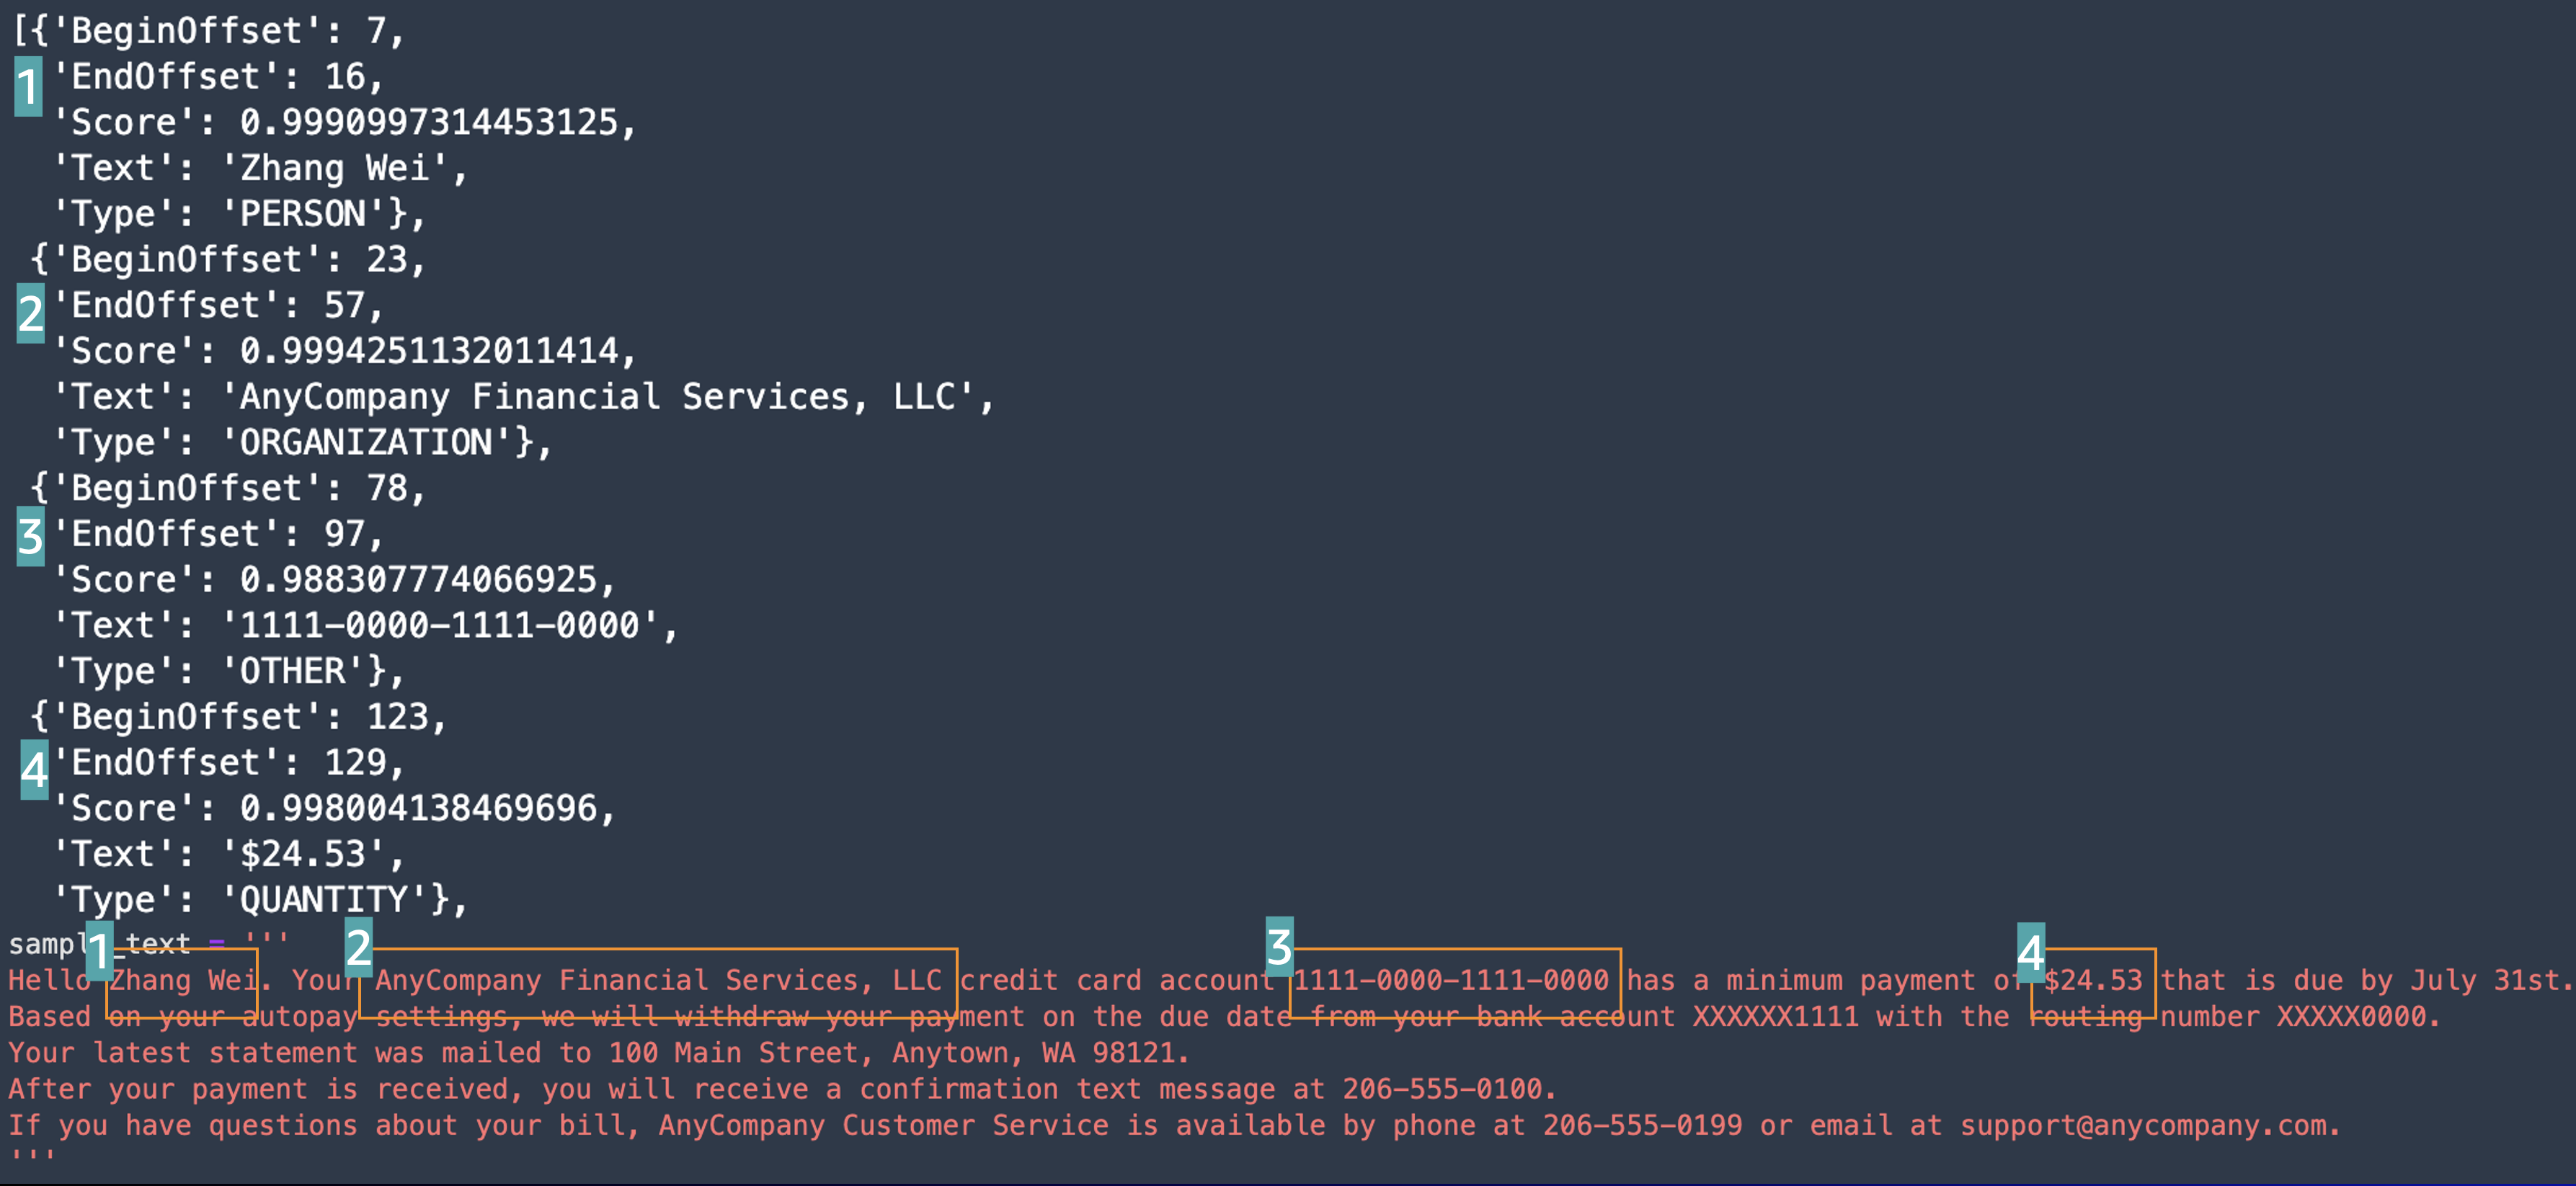 [{'BeginOffset': 7,
1 'EndOffset': 16,
'Score': 0.9990997314453125,
'Text': 'Zhang Wei',
'Type': 'PERSON'},
{'BeginOffset': 23,
2 'EndOffset': 57,
'Score': 0.9994251132011414,
'Text': 'AnyCompany Financial Services, LLC',
'Type': 'ORGANIZATION'},
{'BeginOffset': 78,
3 'EndOffset': 97,
'Score': 0.988307774066925,
'Text': '1111-0000-1111-0000',
'Type': 'OTHER'},
{'BeginOffset': 123,
4 'EndOffset': 129,
'Score': 0.998004138469696,
'Text': '$24.53',
'Type': 'QUANTITY'},
sampl 1 _text = ''' 2 3 4
Hello Zhang Wei. Your AnyCompany Financial Services, LLC credit card account 1111-0000-1111-0000 has a minimum payment of $24.53 that is due by July 31st.
Based on your autopay settings, we will withdraw your payment on the due date from your bank account XXXXXX1111 with the routing number XXXXX0000.
Your latest statement was mailed to 100 Main Street, Anytown, WA 98121.
After your payment is received, you will receive a confirmation text message at 206-555-0100.
If you have questions about your bill, AnyCompany Customer Service is available by phone at 206-555-0199 or email at support@anycompany.com.
'''